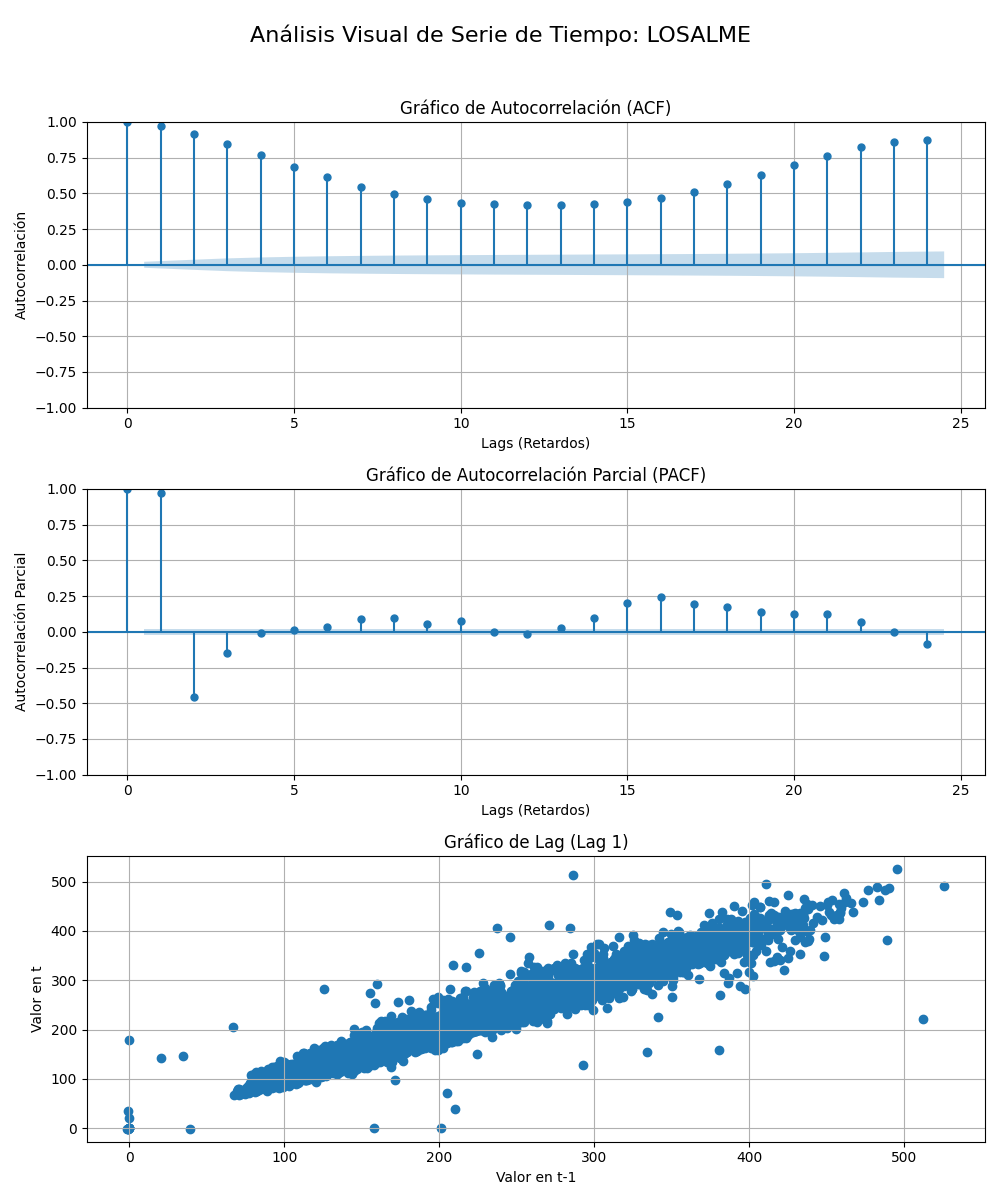 Análisis Visual de Serie de Tiempo: LOSALME
Gráfico de Autocorrelación (ACF)
1.00
0.75
0.50
0.25
0.00
−0.25
−0.50
−0.75
−1.00
Autocorrelación
0 5 10 15 20 25
Lags (Retardos)
Gráfico de Autocorrelación Parcial (PACF)
1.00
0.75
0.50
0.25
0.00
−0.25
−0.50
−0.75
−1.00
Autocorrelación Parcial
0 5 10 15 20 25
Lags (Retardos)
Gráfico de Lag (Lag 1)
500
400
300
200
100
0
Valor en t
0 100 200 300 400 500
Valor en t-1